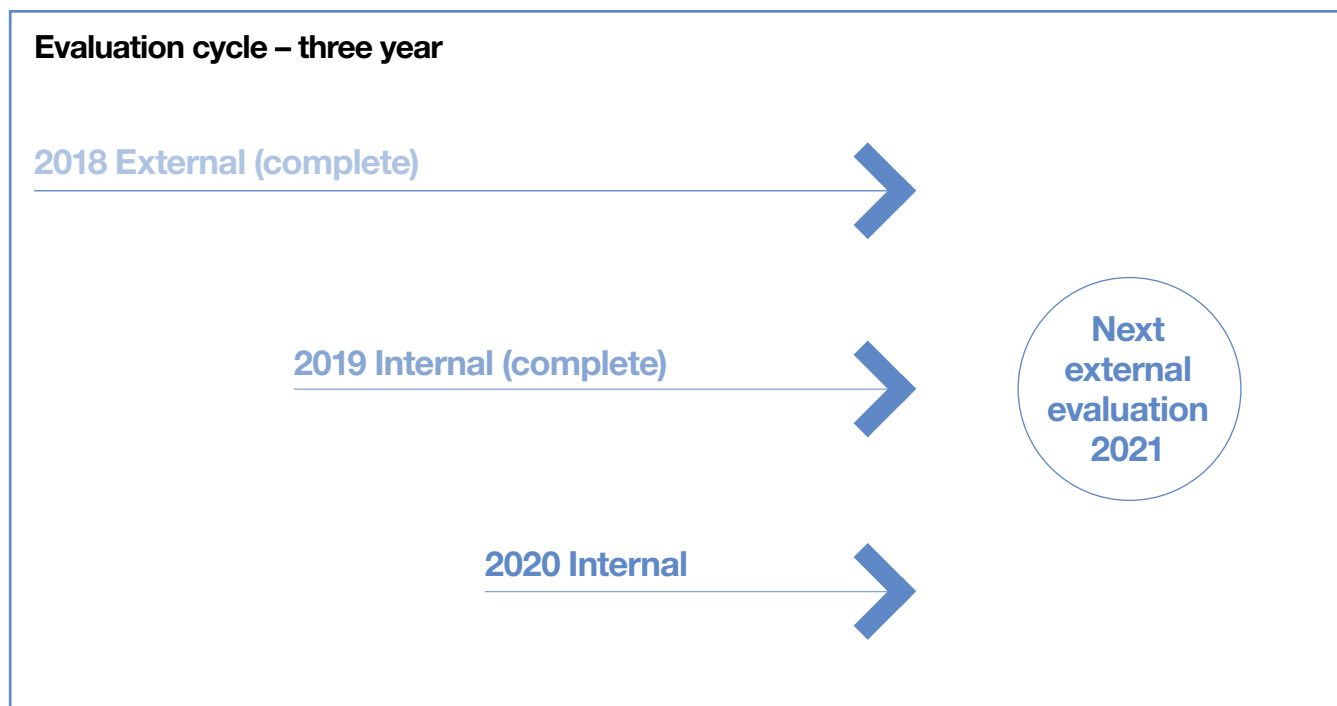 Evaluation cycle – three year
2018 External (complete)
2019 Internal (complete)
Next
external
evaluation
2021
2020 Internal